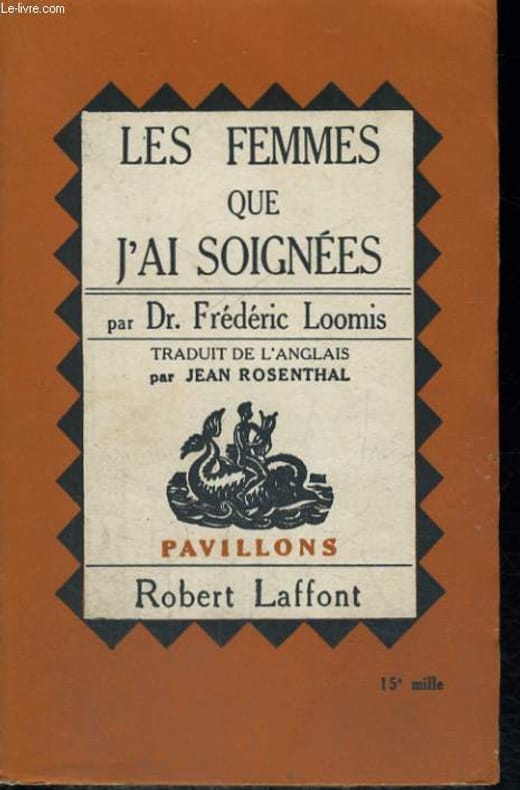 Le-livre.com
LES FEMMES
QUE
J'AI SOIGNÉES
par Dr. Frédéric Loomis
TRADUIT DE L'ANGLAIS
par JEAN ROSENTHAL
PAVILLONS
Robert Laffont
15e mille